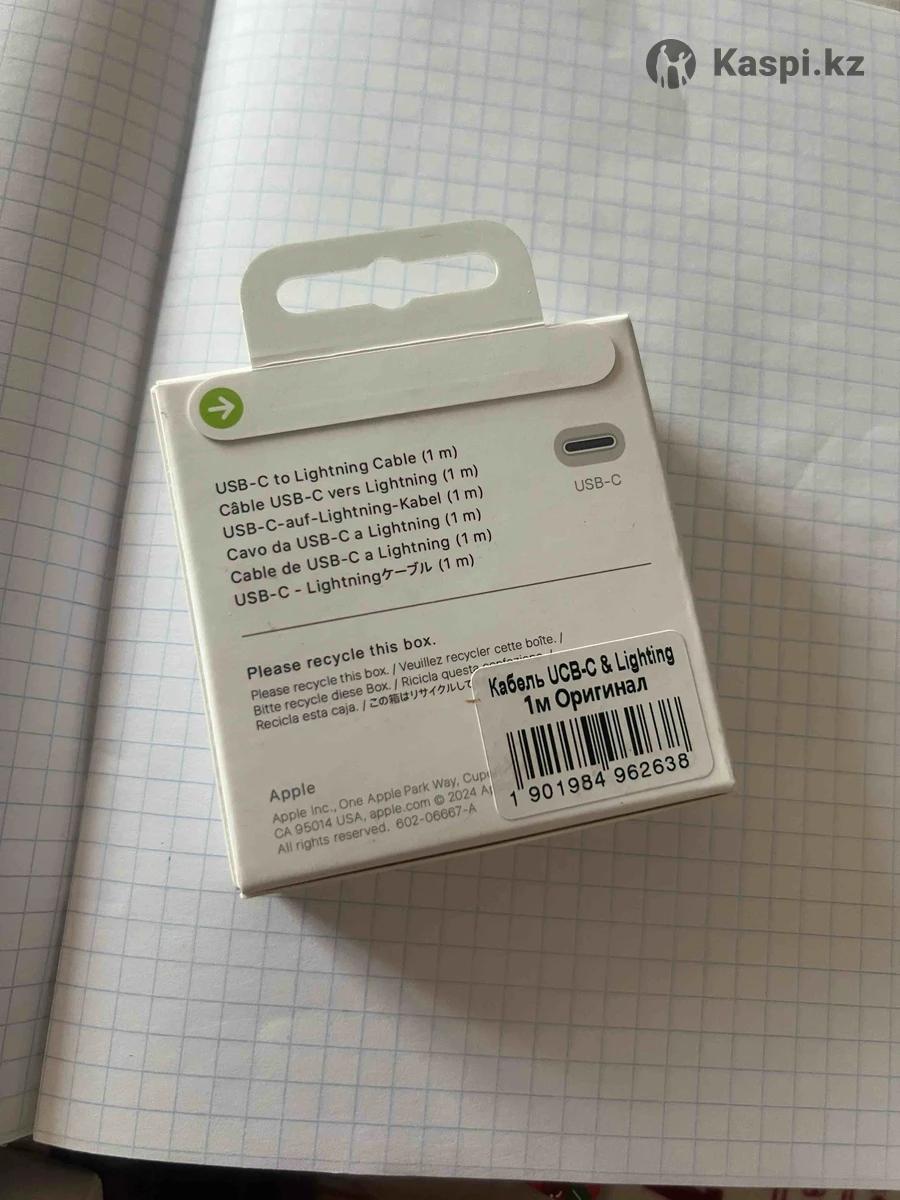 Kaspi.kz
USB-C to Lightning Cable (1 m)
Câble USB-C vers Lightning (1 m)
USB-C-auf-Lightning-Kabel (1 m)
Cavo da USB-C a Lightning (1 m)
Cable de USB-C a Lightning (1 m)
USB-C - Lightningケーブル (1 m)
USB-C
Please recycle this box.
Please recycle this box. / Veuillez recycler cette boîte. /
Bitte recycle diese Box. / Ricicla questa confezione. /
Recicla esta caja. / この箱はリサイクルして
Кабель UCB-C & Lighting
1м Оригинал
1 901984 962638
Apple
Apple Inc., One Apple Park Way,
CA 95014 USA, apple.com © 2024
All rights reserved. 602-06667-A